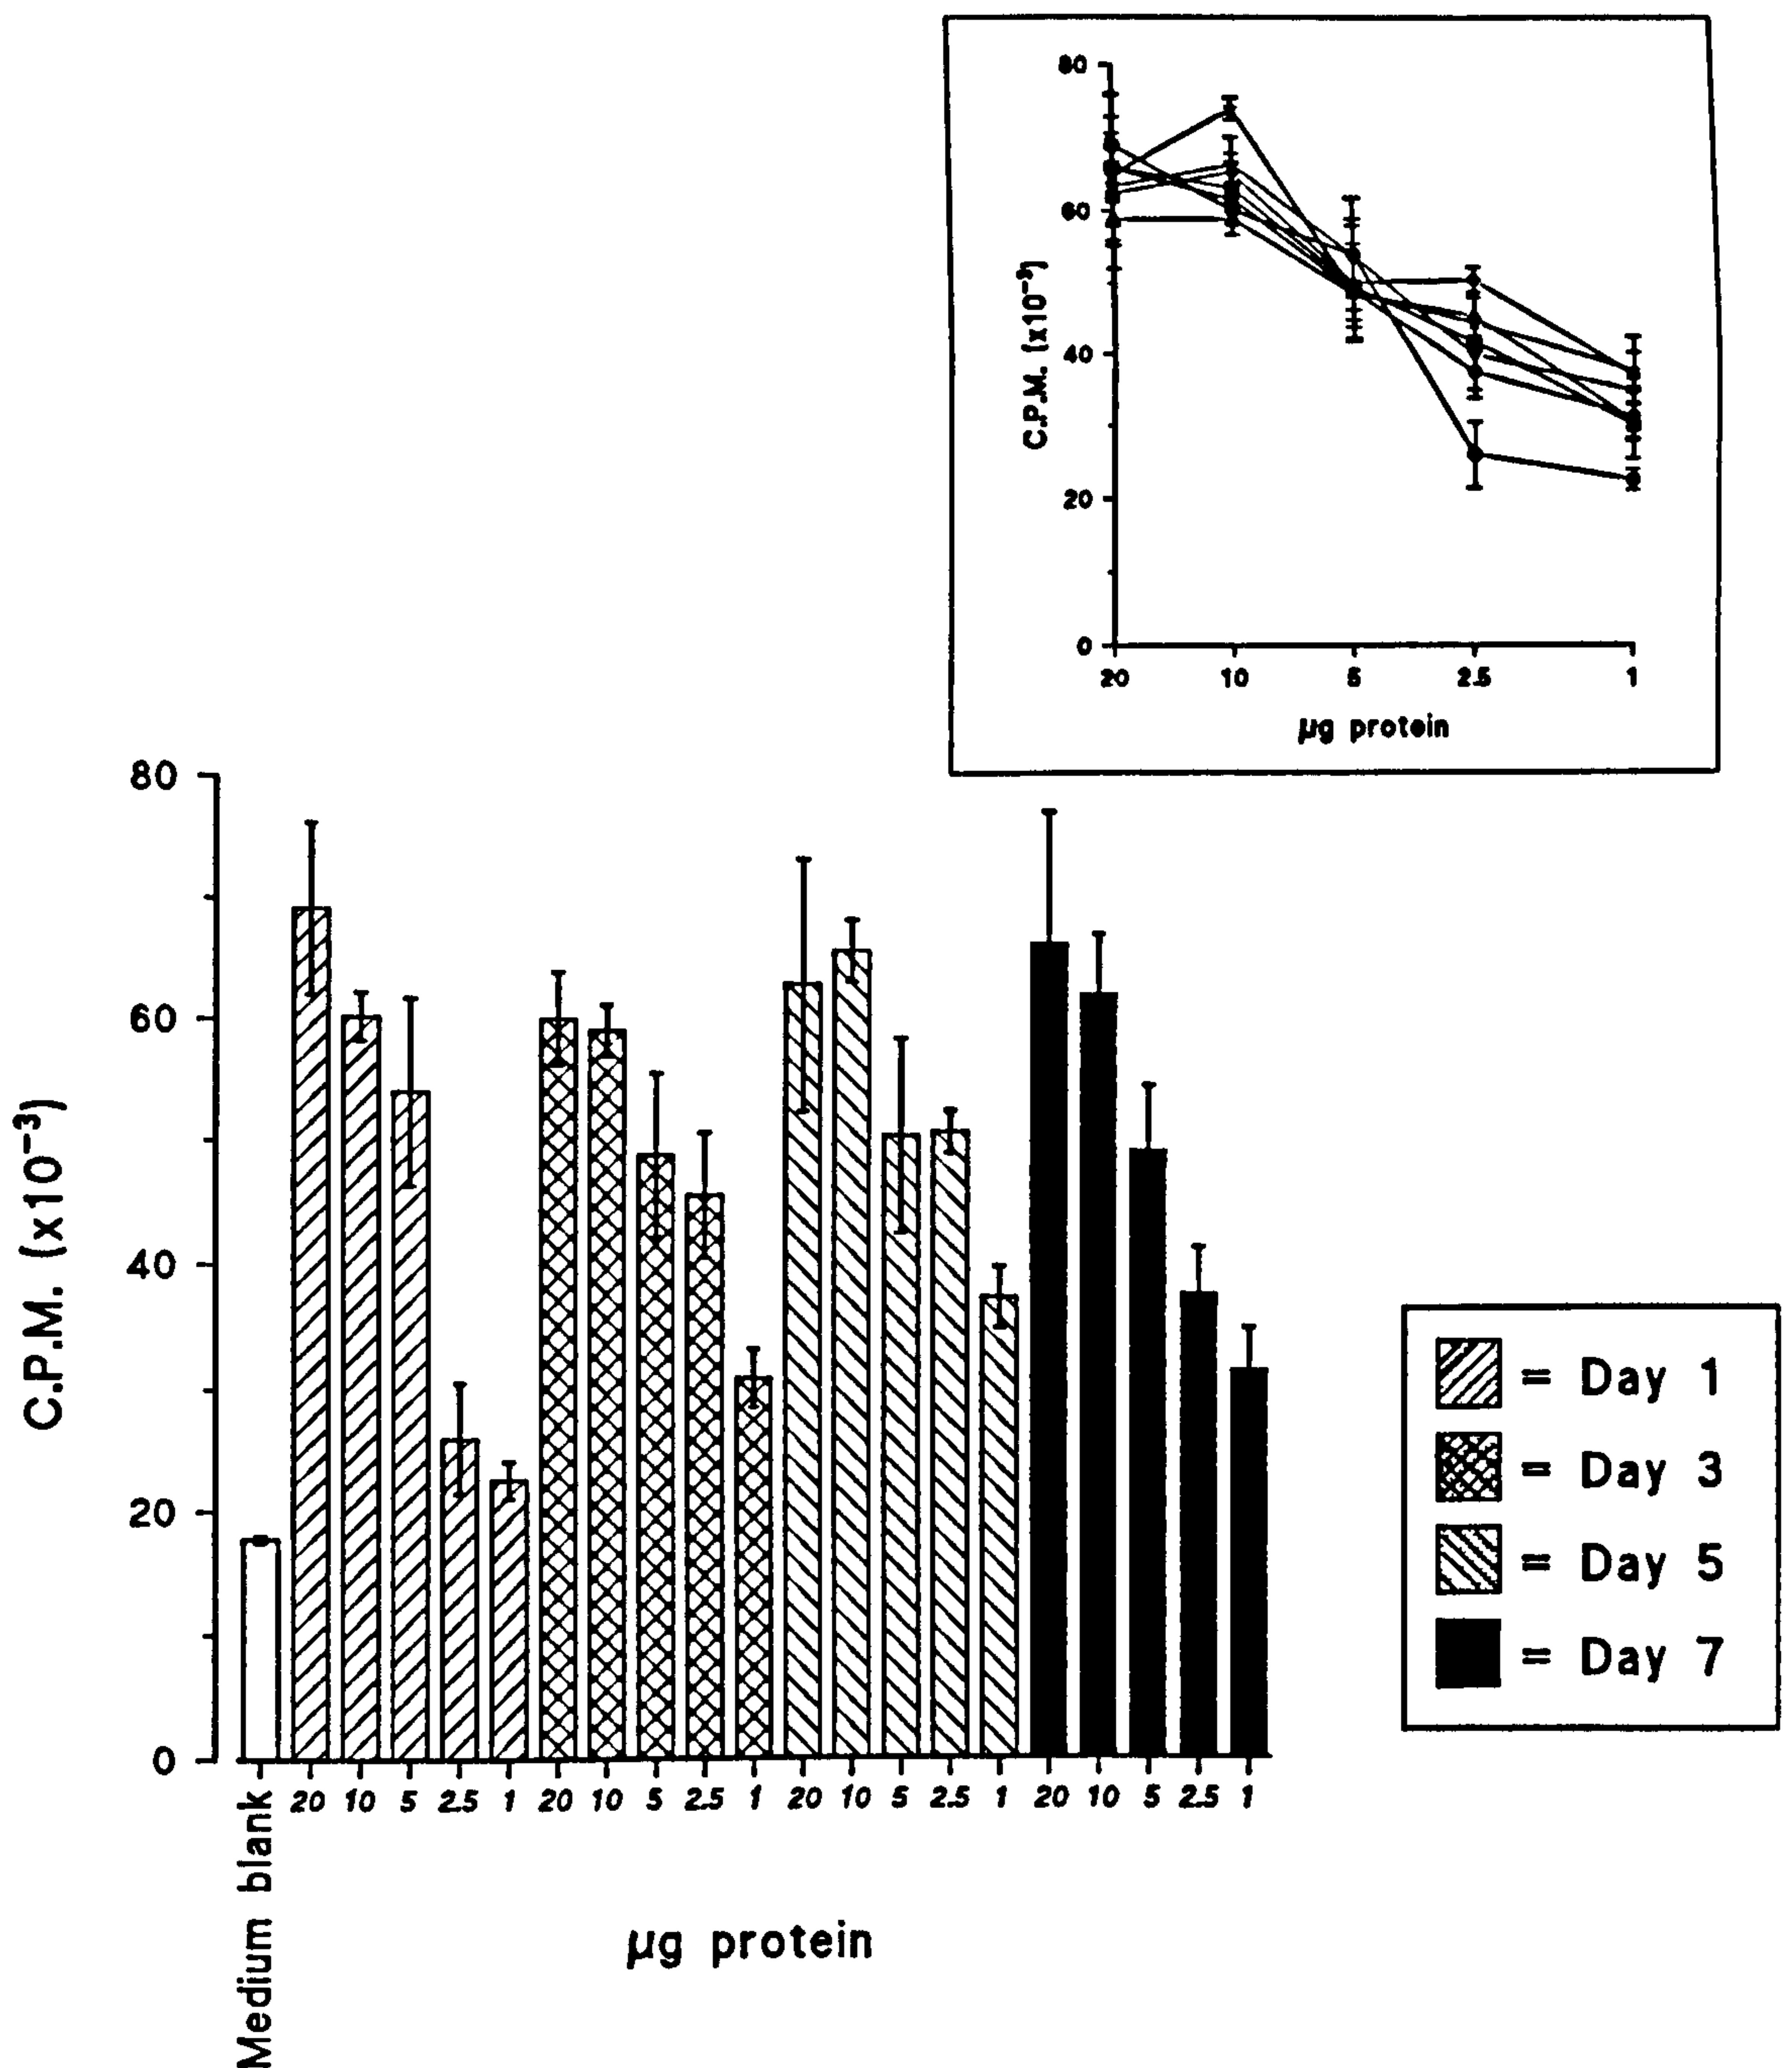 80
60
40
20
0
C.P.M. (x10⁻³)
20 10 5 2.5 1
µg protein
80
60
40
20
0
C.P.M. (x10⁻³)
= Day 1
= Day 3
= Day 5
= Day 7
Medium blank 20 10 5 2.5 1 20 10 5 2.5 1 20 10 5 2.5 1 20 10 5 2.5 1
µg protein